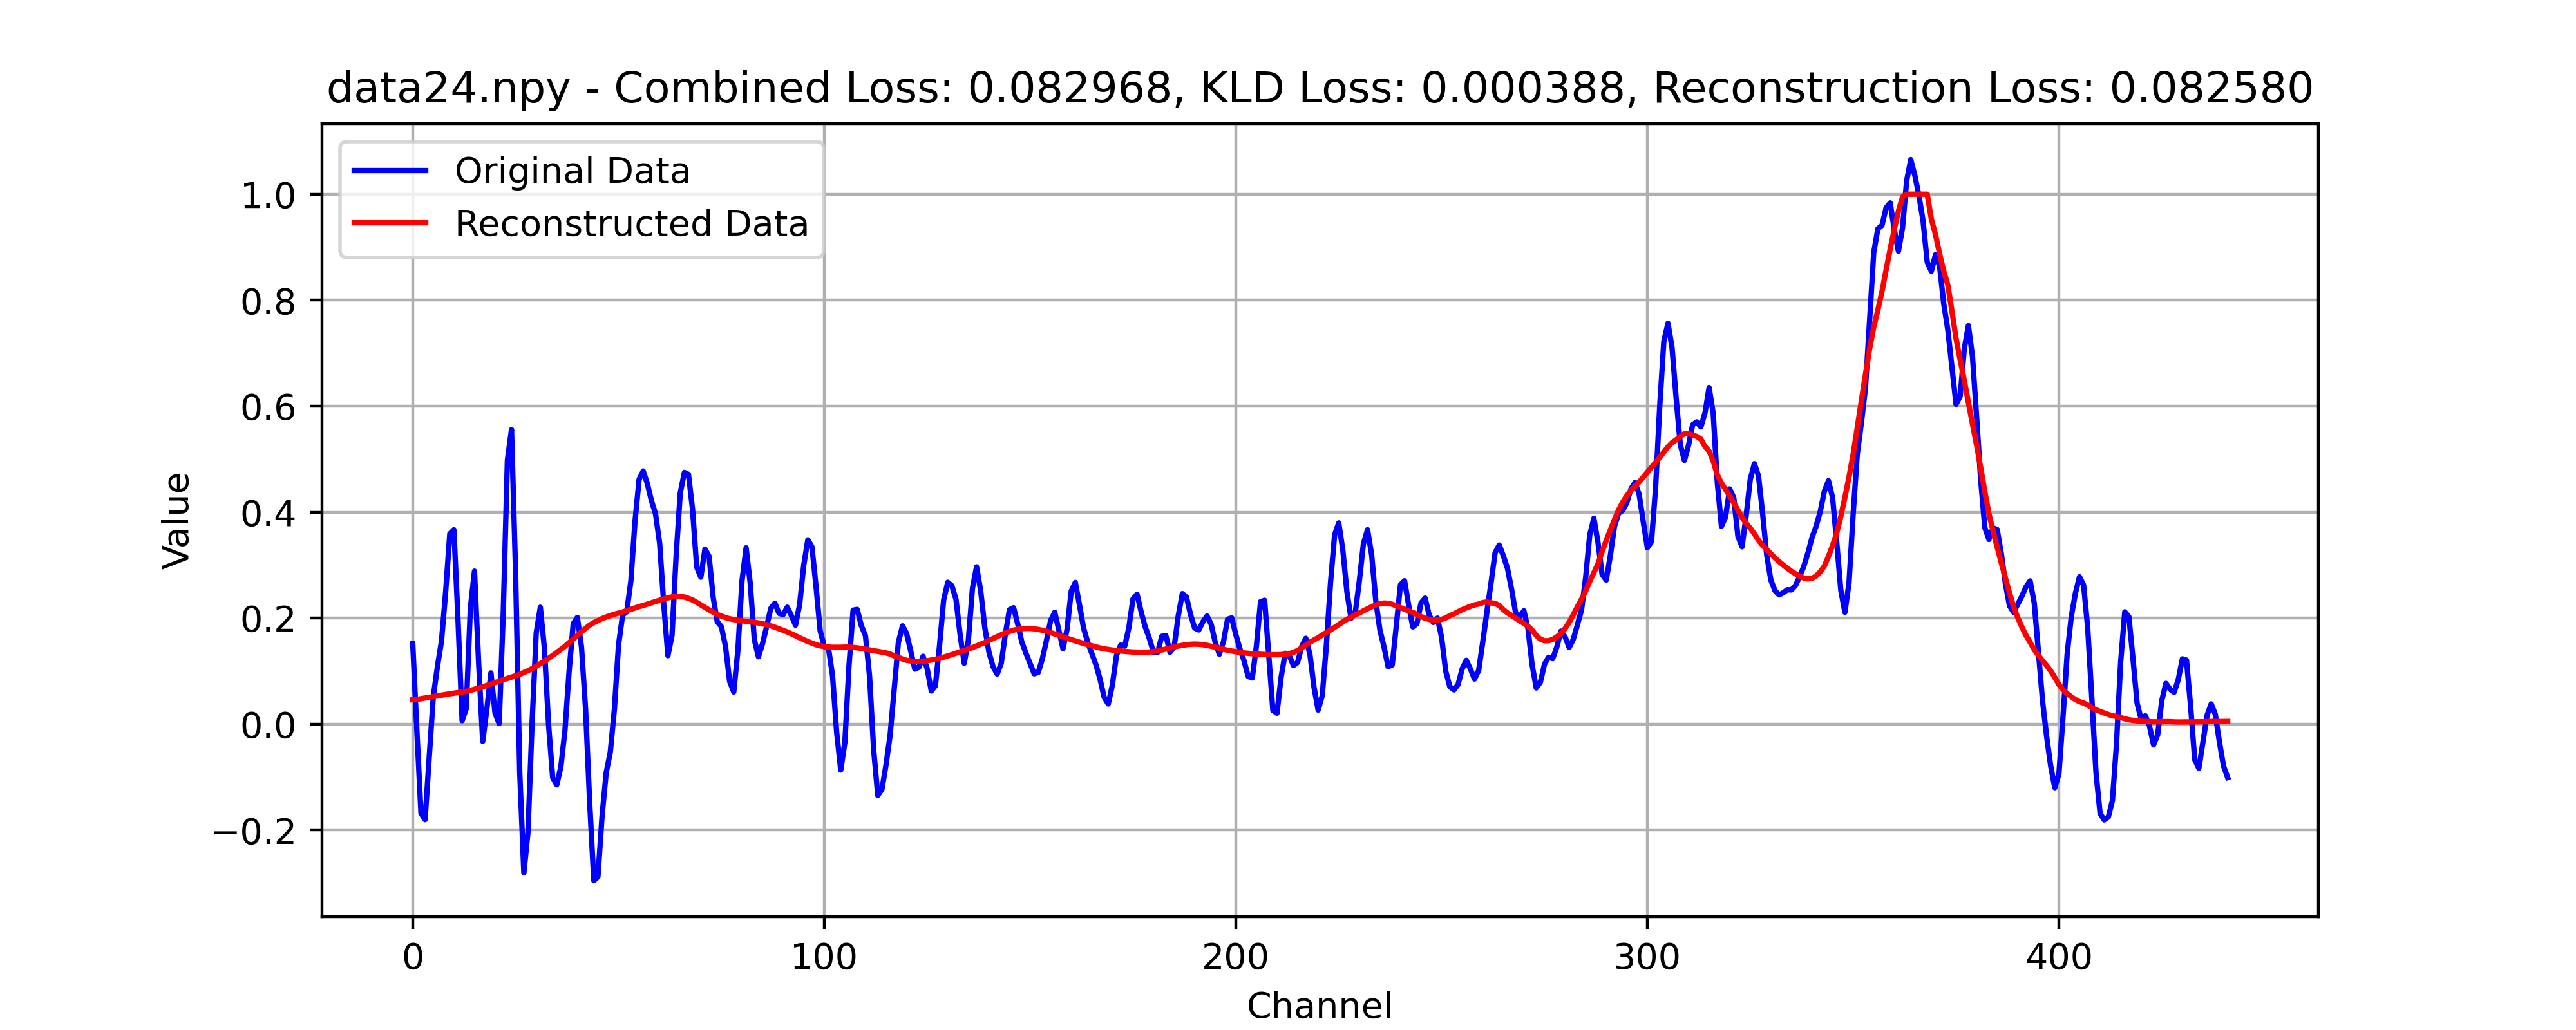 data24.npy - Combined Loss: 0.082968, KLD Loss: 0.000388, Reconstruction Loss: 0.082580
Original Data
Reconstructed Data
1.0
0.8
0.6
0.4
0.2
0.0
−0.2
Value
0 100 200 300 400
Channel